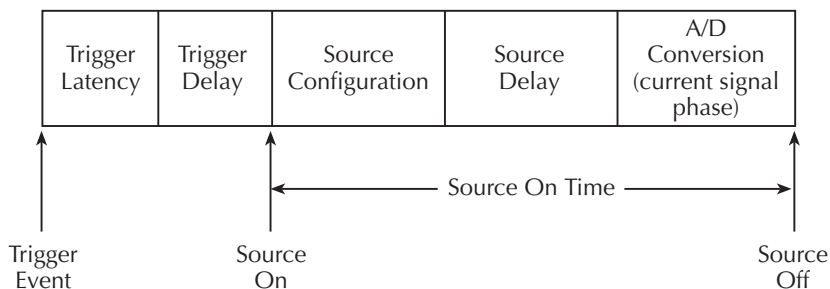 Trigger
Latency
Trigger
Delay
Source
Configuration
Source
Delay
A/D
Conversion
(current signal
phase)
Source On Time
Trigger
Event
Source
On
Source
Off